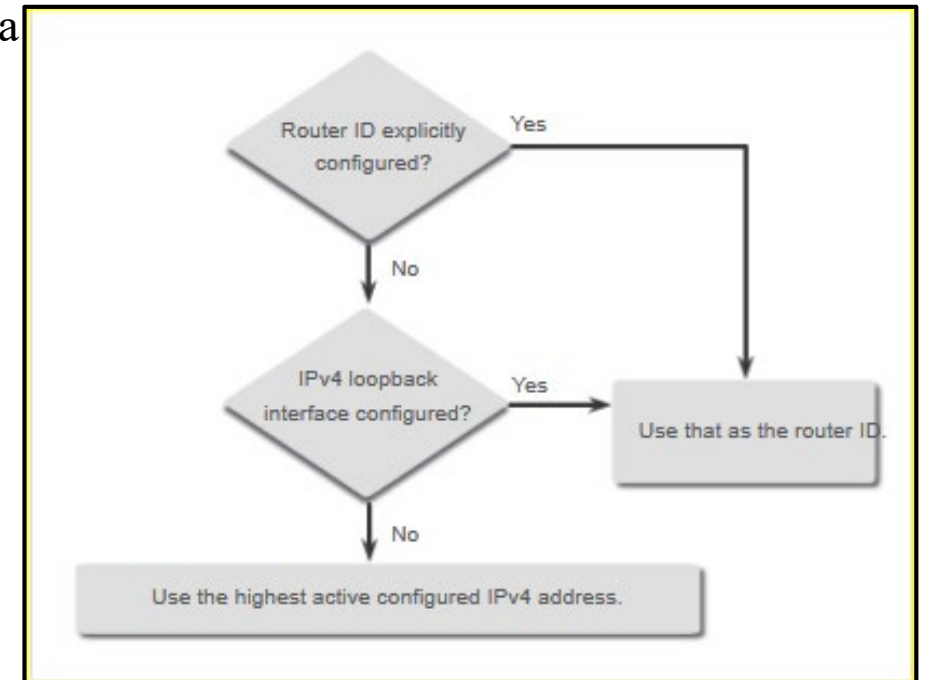 a
Router ID explicitly
configured?
Yes
No
IPv4 loopback
interface configured?
Yes
Use that as the router ID.
No
Use the highest active configured IPv4 address.